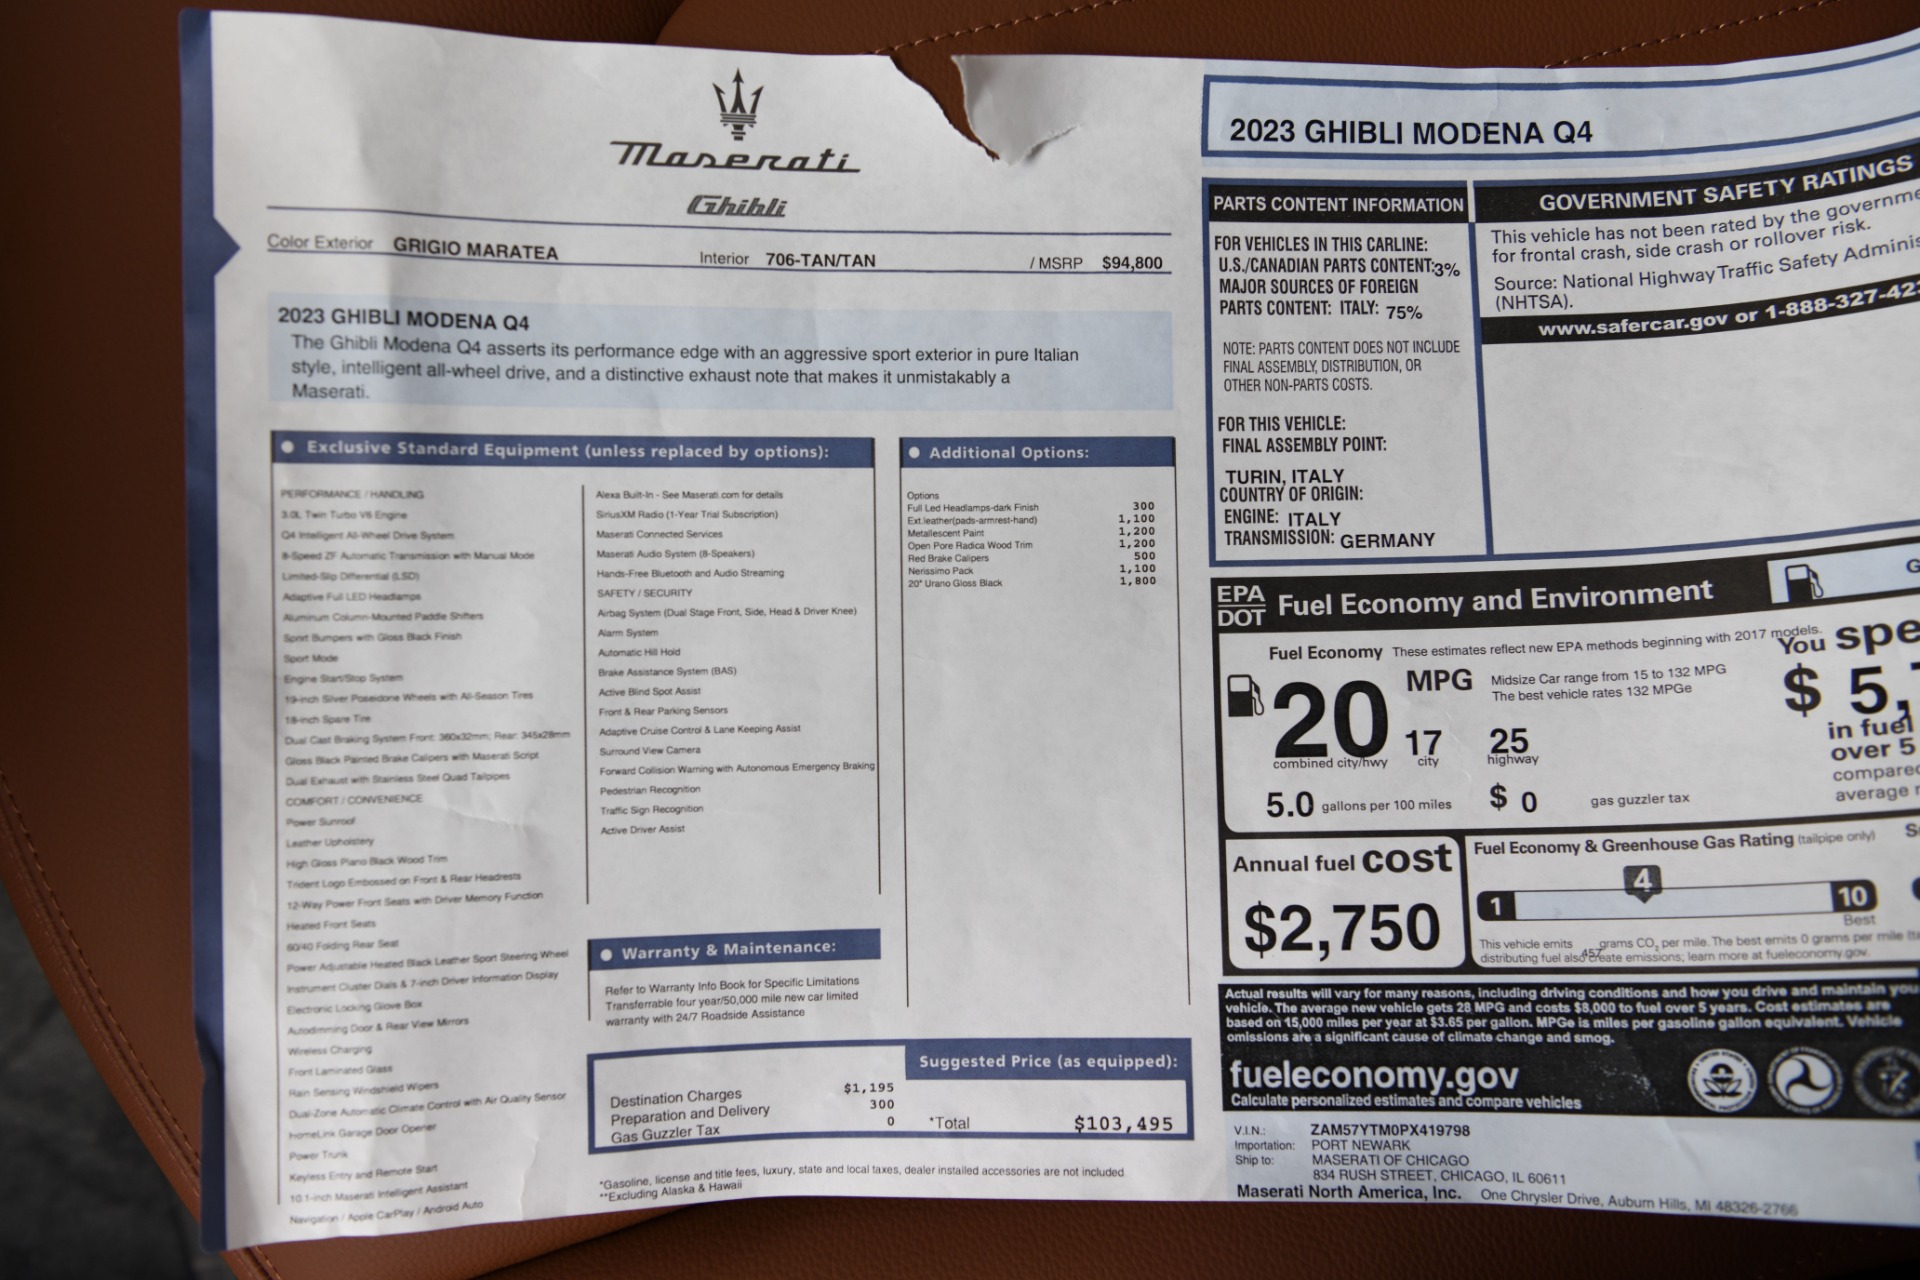 Maserati
Ghibli
Color Exterior GRIGIO MARATEA Interior 706-TAN/TAN / MSRP $94,800
2023 GHIBLI MODENA Q4
The Ghibli Modena Q4 asserts its performance edge with an aggressive sport exterior in pure Italian
style, intelligent all-wheel drive, and a distinctive exhaust note that makes it unmistakably a
Maserati.
Exclusive Standard Equipment (unless replaced by options):
PERFORMANCE / HANDLING
3.0L Twin Turbo V6 Engine
Q4 Intelligent All-Wheel Drive System
8-Speed ZF Automatic Transmission with Manual Mode
Limited-Slip Differential (LSD)
Adaptive Full LED Headlamps
Aluminum Column-Mounted Paddle Shifters
Sport Bumpers with Gloss Black Finish
Sport Mode
Engine Start/Stop System
19-inch Silver Poseidone Wheels with All-Season Tires
18-inch Spare Tire
Dual Cast Braking System Front: 360x32mm; Rear: 345x28mm
Gloss Black Painted Brake Calipers with Maserati Script
Dual Exhaust with Stainless Steel Quad Tailpipes
COMFORT / CONVENIENCE
Power Sunroof
Leather Upholstery
High Gloss Piano Black Wood Trim
Trident Logo Embossed on Front & Rear Headrests
12-Way Power Front Seats with Driver Memory Function
Heated Front Seats
60/40 Folding Rear Seat
Power Adjustable Heated Black Leather Sport Steering Wheel
Instrument Cluster Dials & 7-inch Driver Information Display
Electronic Locking Glove Box
Autodimming Door & Rear View Mirrors
Wireless Charging
Front Laminated Glass
Rain Sensing Windshield Wipers
Dual-Zone Automatic Climate Control with Air Quality Sensor
HomeLink Garage Door Opener
Power Trunk
Keyless Entry and Remote Start
10.1-inch Maserati Intelligent Assistant
Navigation / Apple CarPlay / Android Auto
Alexa Built-In - See Maserati.com for details
SiriusXM Radio (1-Year Trial Subscription)
Maserati Connected Services
Maserati Audio System (8-Speakers)
Hands-Free Bluetooth and Audio Streaming
SAFETY / SECURITY
Airbag System (Dual Stage Front, Side, Head & Driver Knee)
Alarm System
Automatic Hill Hold
Brake Assistance System (BAS)
Active Blind Spot Assist
Front & Rear Parking Sensors
Adaptive Cruise Control & Lane Keeping Assist
Surround View Camera
Forward Collision Warning with Autonomous Emergency Braking
Pedestrian Recognition
Traffic Sign Recognition
Active Driver Assist
Additional Options:
Options
Full Led Headlamps-dark Finish 300
Ext.leather(pads-armrest-hand) 1,100
Metallescent Paint 1,200
Open Pore Radica Wood Trim 1,200
Red Brake Calipers 500
Nerissimo Pack 1,100
20" Urano Gloss Black 1,800
Warranty & Maintenance:
Refer to Warranty Info Book for Specific Limitations
Transferrable four year/50,000 mile new car limited
warranty with 24/7 Roadside Assistance
Suggested Price (as equipped):
Destination Charges $1,195
Preparation and Delivery 300
Gas Guzzler Tax 0
*Total $103,495
*Gasoline, license and title fees, luxury, state and local taxes, dealer installed accessories are not included
**Excluding Alaska & Hawaii
2023 GHIBLI MODENA Q4
PARTS CONTENT INFORMATION
FOR VEHICLES IN THIS CARLINE:
U.S./CANADIAN PARTS CONTENT:3%
MAJOR SOURCES OF FOREIGN
PARTS CONTENT: ITALY: 75%
NOTE: PARTS CONTENT DOES NOT INCLUDE
FINAL ASSEMBLY, DISTRIBUTION, OR
OTHER NON-PARTS COSTS.
FOR THIS VEHICLE:
FINAL ASSEMBLY POINT:
TURIN, ITALY
COUNTRY OF ORIGIN:
ENGINE: ITALY
TRANSMISSION: GERMANY
GOVERNMENT SAFETY RATINGS
This vehicle has not been rated by the governme
for frontal crash, side crash or rollover risk.
Source: National Highway Traffic Safety Adminis
(NHTSA).
www.safercar.gov or 1-888-327-423
EPA
DOT
Fuel Economy and Environment
G
Fuel Economy These estimates reflect new EPA methods beginning with 2017 models.
20 MPG
combined city/hwy
17
city
25
highway
Midsize Car range from 15 to 132 MPG
The best vehicle rates 132 MPGe
5.0 gallons per 100 miles
$ 0 gas guzzler tax
You spe
$ 5,
in fuel
over 5
compared
average
Annual fuel cost
$2,750
Fuel Economy & Greenhouse Gas Rating (tailpipe only)
4
1
10
Best
This vehicle emits 457 grams CO2 per mile. The best emits 0 grams per mile
distributing fuel also create emissions; learn more at fueleconomy.gov.
Actual results will vary for many reasons, including driving conditions and how you drive and maintain you
vehicle. The average new vehicle gets 28 MPG and costs $8,000 to fuel over 5 years. Cost estimates are
based on 15,000 miles per year at $3.65 per gallon. MPGe is miles per gasoline gallon equivalent. Vehicle
omissions are a significant cause of climate change and smog.
fueleconomy.gov
Calculate personalized estimates and compare vehicles
V.I.N.: ZAM57YTM0PX419798
Importation: PORT NEWARK
Ship to: MASERATI OF CHICAGO
834 RUSH STREET, CHICAGO, IL 60611
Maserati North America, Inc. One Chrysler Drive, Auburn Hills, MI 48326-2766